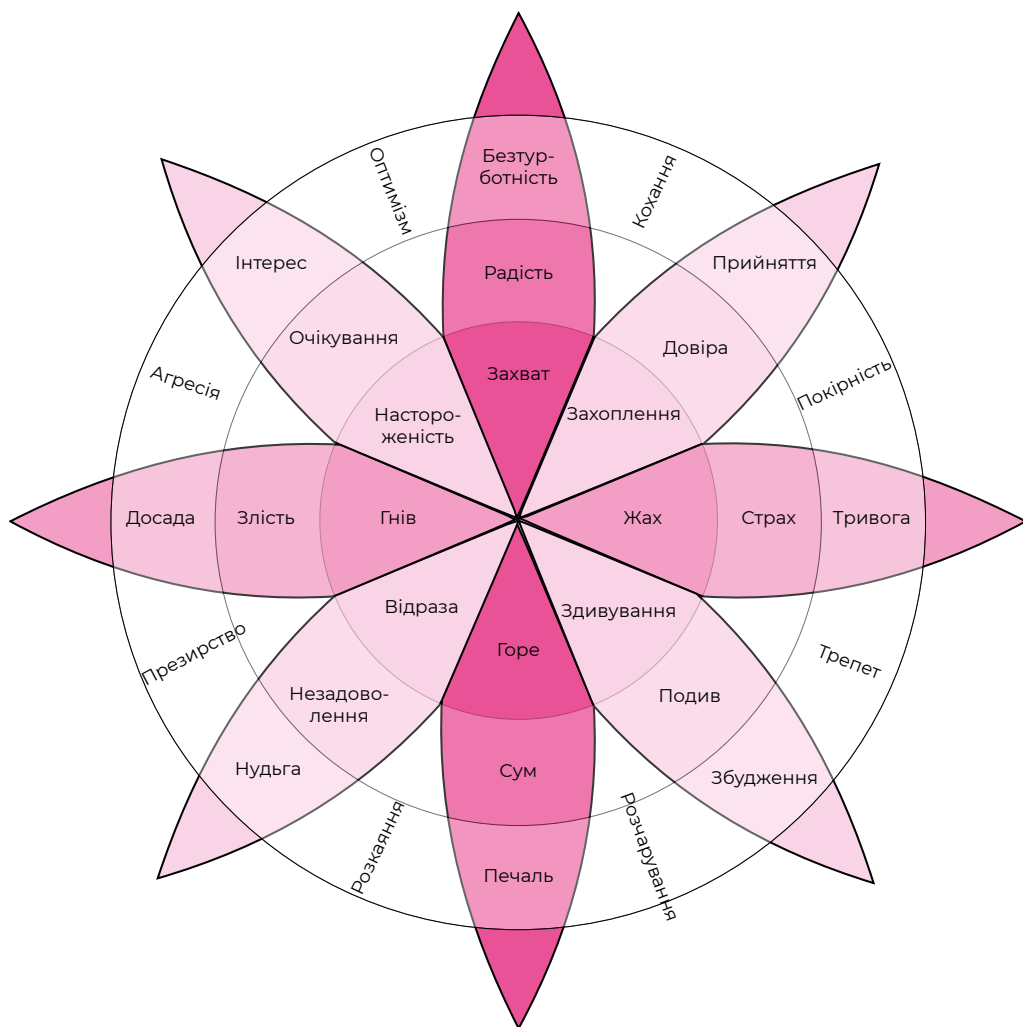 Безтур-
ботність
Оптимізм
Кохання
Інтерес
Прийняття
Радість
Очікування
Довіра
Агресія
Захват
Покірність
Насторо-
женість
Захоплення
Досада
Злість
Гнів
Жах
Страх
Тривога
Відраза
Здивування
Презирство
Горе
Трепет
Незадово-
лення
Подив
Нудьга
Сум
Збудження
Розкаяння
Розчарування
Печаль